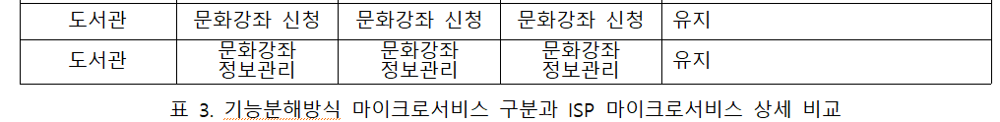 도서관 문화강좌 신청 문화강좌 신청 문화강좌 신청 유지
도서관 문화강좌 정보관리 문화강좌 정보관리 문화강좌 정보관리 유지
표 3. 기능분해방식 마이크로서비스 구분과 ISP 마이크로서비스 상세 비교